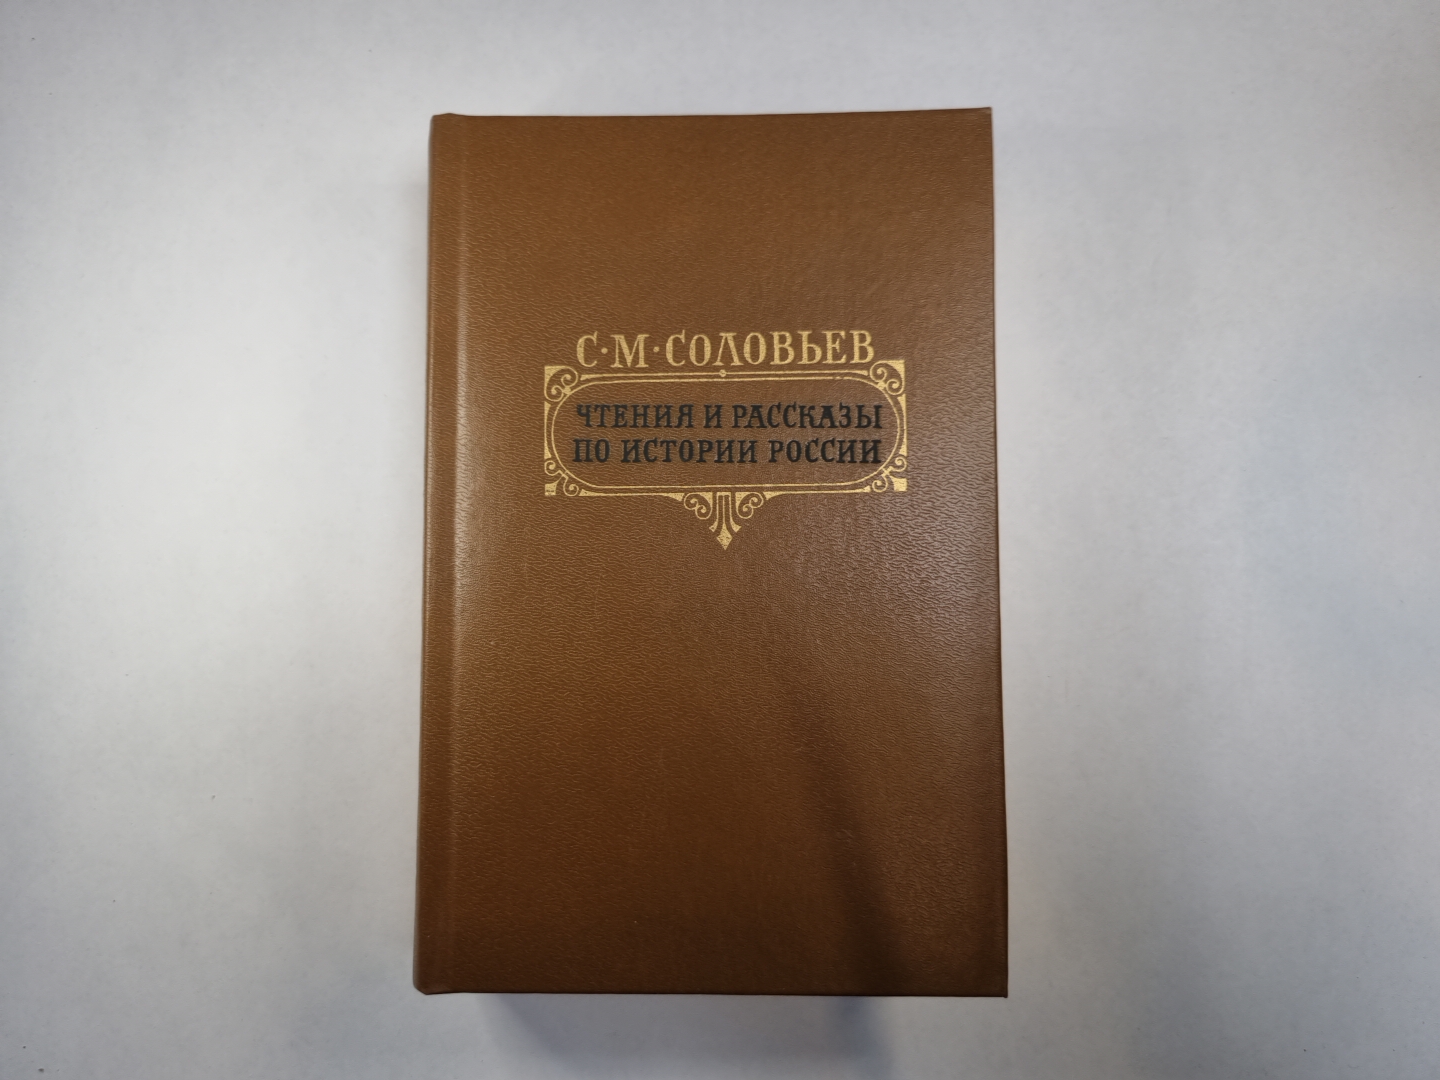 С·М·СОЛОВЬЕВ
ЧТЕНИЯ И РАССКАЗЫ
ПО ИСТОРИИ РОССИИ